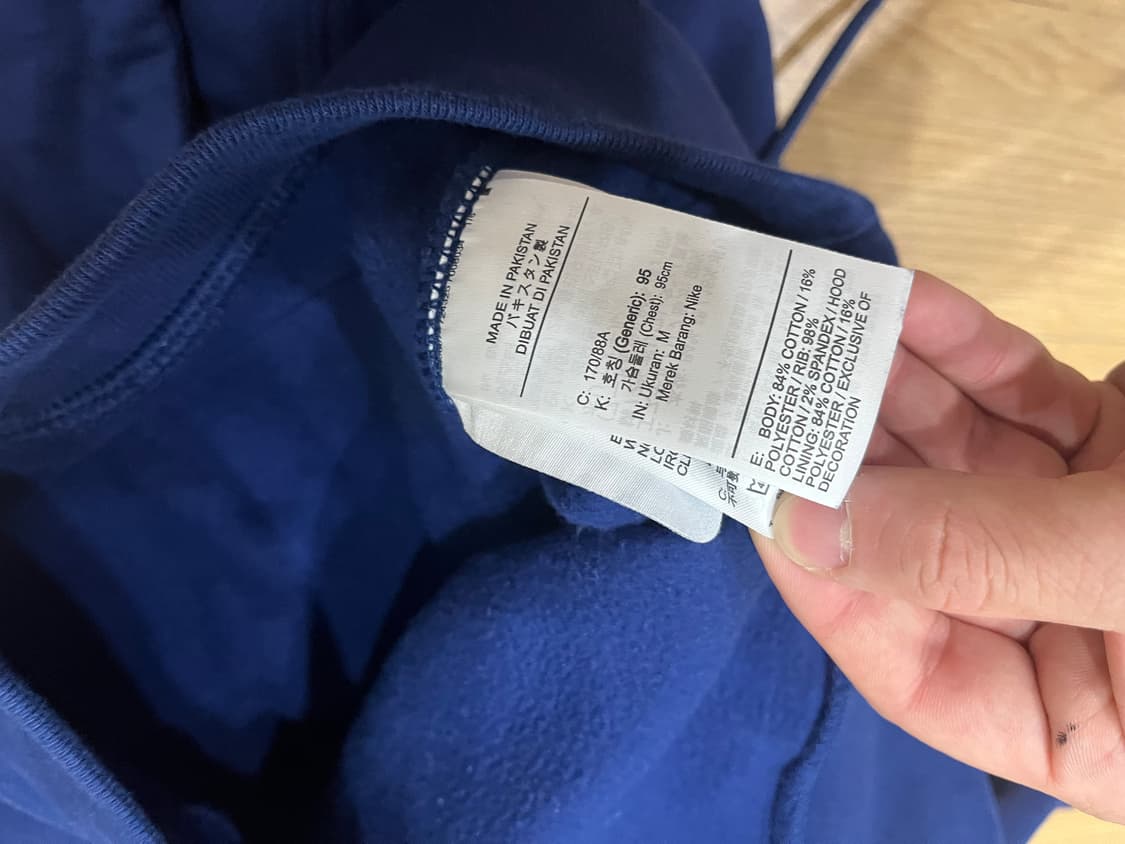 MADE IN PAKISTAN
パキスタン製
DIBUAT DI PAKISTAN
C: 170/88A
K: 호칭 (Generic): 95
가슴둘레 (Chest): 95cm
IN: Ukuran: M
Merek Barang: Nike
E: BODY: 84% COTTON / 16%
POLYESTER / RIB: 98%
COTTON / 2% SPANDEX / HOOD
LINING: 84% COTTON / 16%
POLYESTER / EXCLUSIVE OF
DECORATION
C:
不可